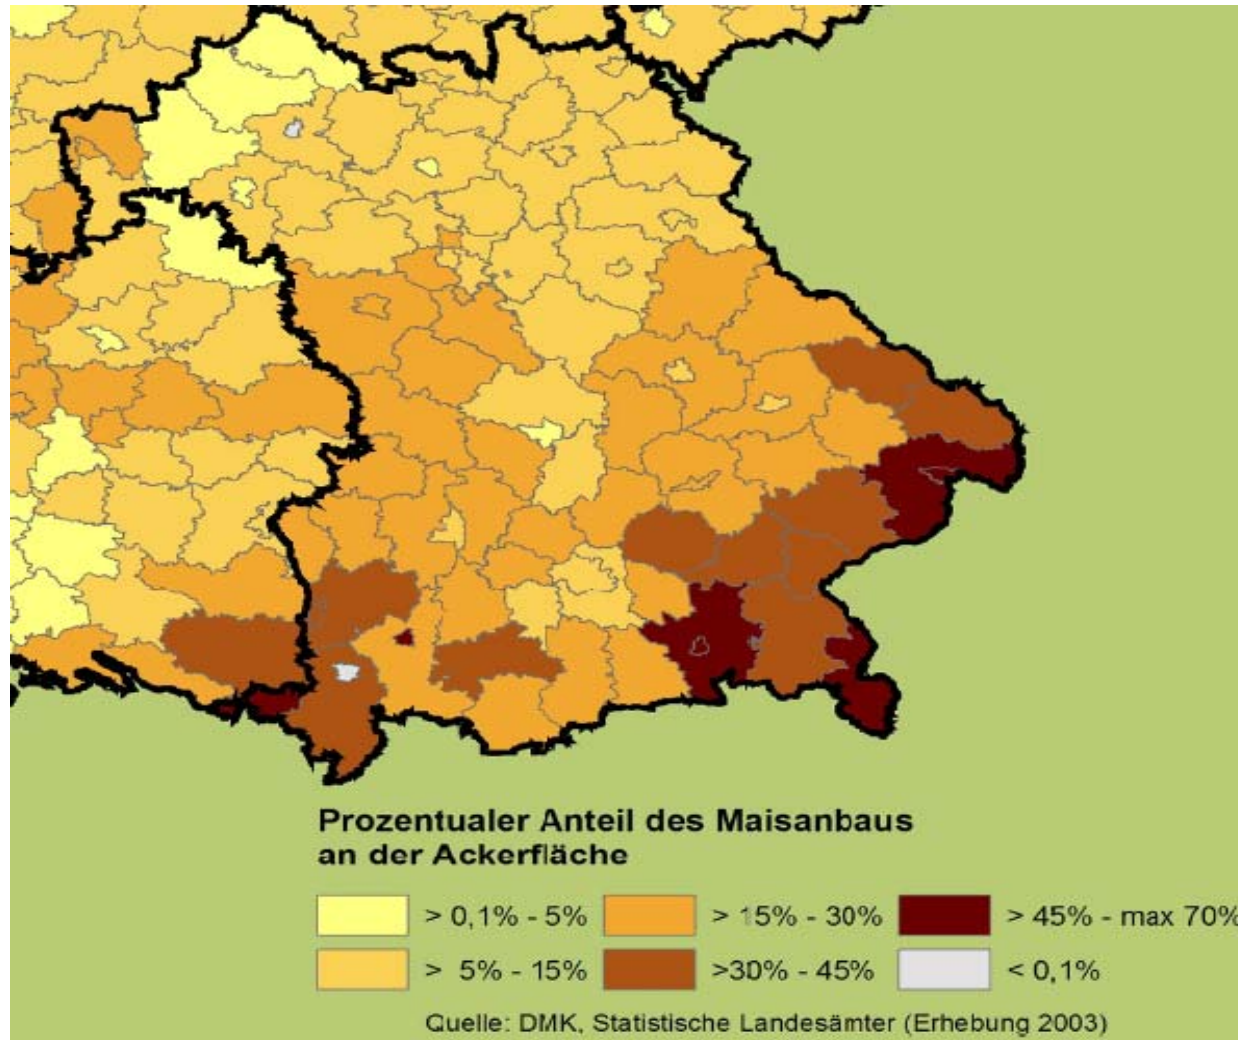 Prozentualer Anteil des Maisanbaus
an der Ackerfläche
> 0,1% - 5% > 15% - 30% > 45% - max 70%
> 5% - 15% >30% - 45% < 0,1%
Quelle: DMK, Statistische Landesämter (Erhebung 2003)